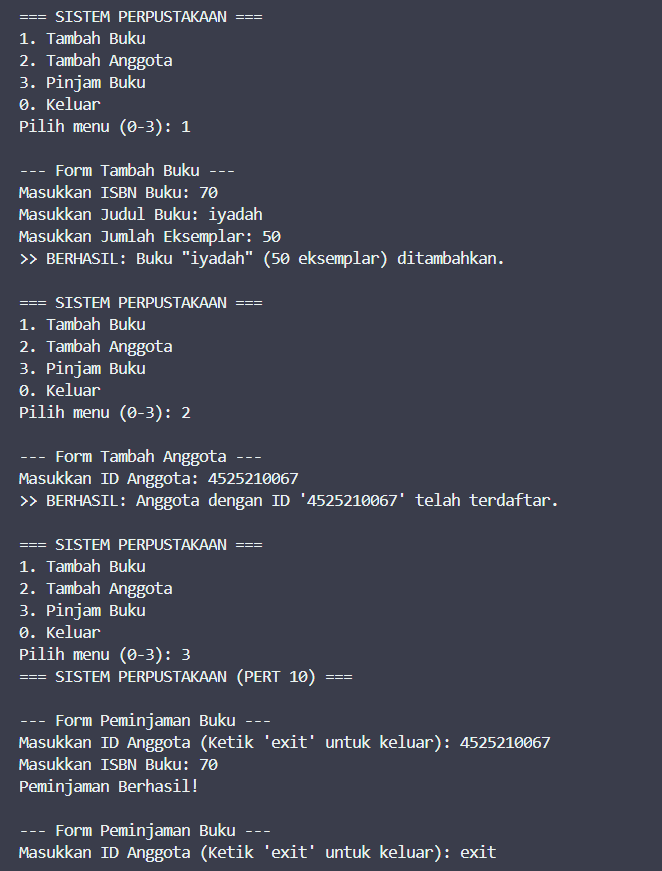 === SISTEM PERPUSTAKAAN ===
1. Tambah Buku
2. Tambah Anggota
3. Pinjam Buku
0. Keluar
Pilih menu (0-3): 1
--- Form Tambah Buku ---
Masukkan ISBN Buku: 70
Masukkan Judul Buku: iyadah
Masukkan Jumlah Eksemplar: 50
>> BERHASIL: Buku "iyadah" (50 eksemplar) ditambahkan.
=== SISTEM PERPUSTAKAAN ===
1. Tambah Buku
2. Tambah Anggota
3. Pinjam Buku
0. Keluar
Pilih menu (0-3): 2
--- Form Tambah Anggota ---
Masukkan ID Anggota: 4525210067
>> BERHASIL: Anggota dengan ID '4525210067' telah terdaftar.
=== SISTEM PERPUSTAKAAN ===
1. Tambah Buku
2. Tambah Anggota
3. Pinjam Buku
0. Keluar
Pilih menu (0-3): 3
=== SISTEM PERPUSTAKAAN (PERT 10) ===
--- Form Peminjaman Buku ---
Masukkan ID Anggota (Ketik 'exit' untuk keluar): 4525210067
Masukkan ISBN Buku: 70
Peminjaman Berhasil!
--- Form Peminjaman Buku ---
Masukkan ID Anggota (Ketik 'exit' untuk keluar): exit